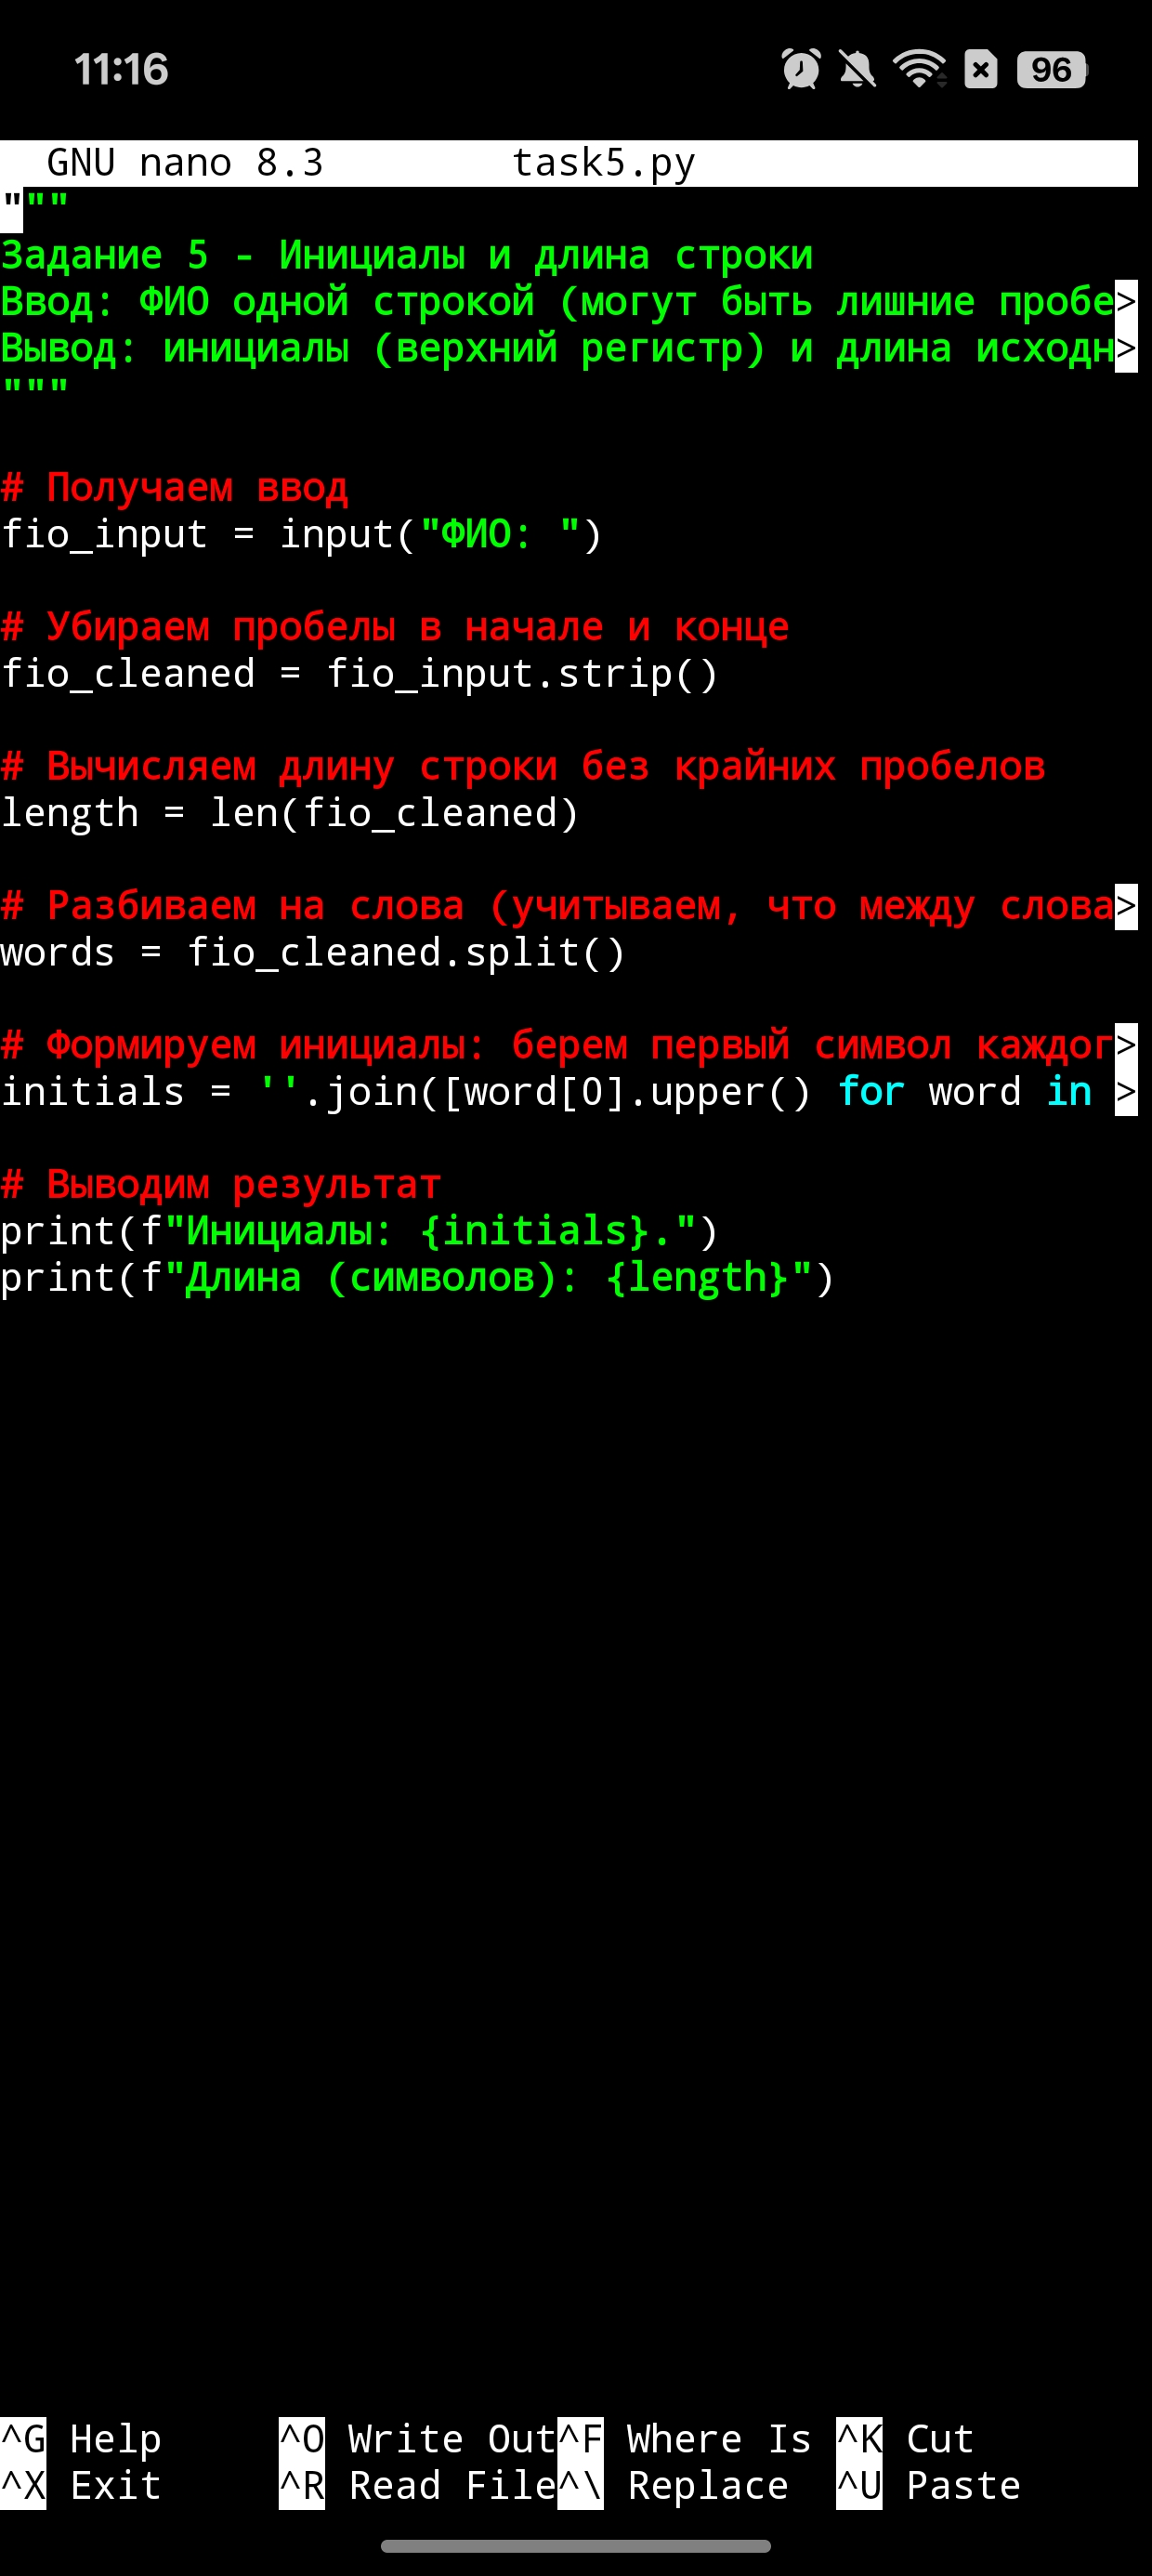 11:16
96
GNU nano 8.3 task5.py
"""
Задание 5 - Инициалы и длина строки
Ввод: ФИО одной строкой (могут быть лишние пробе>
Вывод: инициалы (верхний регистр) и длина исходн>
"""
# Получаем ввод
fio_input = input("ФИО: ")
# Убираем пробелы в начале и конце
fio_cleaned = fio_input.strip()
# Вычисляем длину строки без крайних пробелов
length = len(fio_cleaned)
# Разбиваем на слова (учитываем, что между слова>
words = fio_cleaned.split()
# Формируем инициалы: берем первый символ каждог>
initials = ''.join([word[0].upper() for word in >
# Выводим результат
print(f"Инициалы: {initials}.")
print(f"Длина (символов): {length}")
^G Help ^O Write Out ^F Where Is ^K Cut
^X Exit ^R Read File ^\ Replace ^U Paste